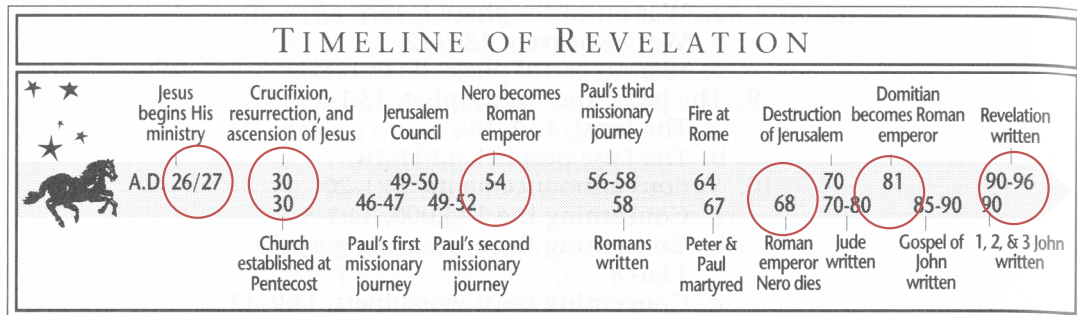 TIMELINE OF REVELATION
Jesus
begins His
ministry
Crucifixion,
resurrection, and
ascension of Jesus
Jerusalem
Council
Nero becomes
Roman
emperor
Paul's third
missionary
journey
Fire at
Rome
Destruction
of Jerusalem
Domitian
becomes Roman
emperor
Revelation
written
A.D. 26/27 30 49-50 54 56-58 64 70 81 90-96
30 46-47 49-52 58 67 68 70-80 85-90 90
Church
established at
Pentecost
Paul's first
missionary
journey
Paul's second
missionary
journey
Romans
written
Peter &
Paul
martyred
Roman
emperor
Nero dies
Jude
written
Gospel of
John
written
1, 2, & 3 John
written